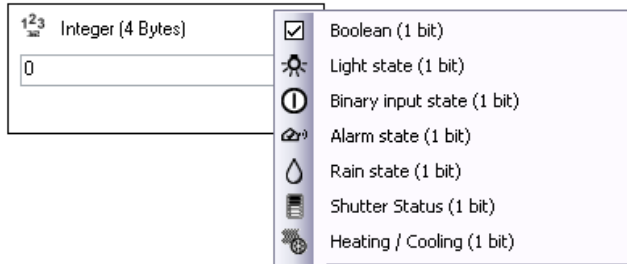 123 Integer (4 Bytes)
0
Boolean (1 bit)
Light state (1 bit)
Binary input state (1 bit)
Alarm state (1 bit)
Rain state (1 bit)
Shutter Status (1 bit)
Heating / Cooling (1 bit)